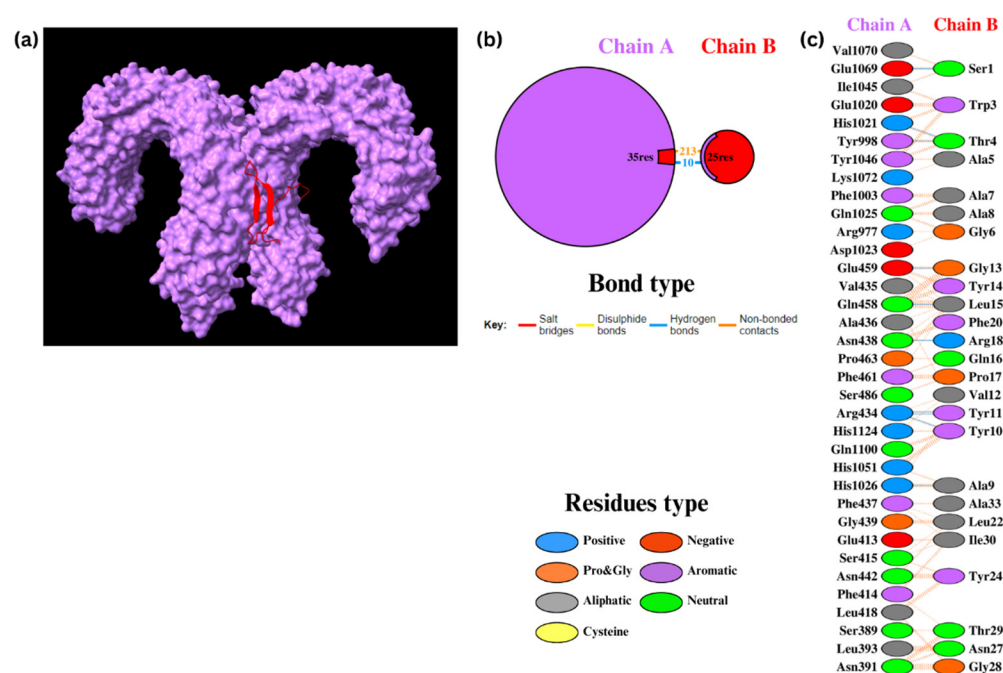 (a)
(b)
Chain A Chain B
35res
213
10
25res
Bond type
Key:
Salt bridges
Disulphide bonds
Hydrogen bonds
Non-bonded contacts
Residues type
Positive
Negative
Pro&Gly
Aromatic
Aliphatic
Neutral
Cysteine
(c)
Chain A Chain B
Val1070
Glu1069 Ser1
Ile1045
Glu1020 Trp3
His1021
Tyr998 Thr4
Tyr1046 Ala5
Lys1072
Phe1003 Ala7
Gln1025 Ala8
Arg977 Gly6
Asp1023
Glu459 Gly13
Val435 Tyr14
Gln458 Leu15
Ala436 Phe20
Asn438 Arg18
Pro463 Gln16
Phe461 Pro17
Ser486 Val12
Arg434 Tyr11
His1124 Tyr10
Gln1100
His1051
His1026 Ala9
Phe437 Ala33
Gly439 Leu22
Glu413 Ile30
Ser415
Asn442 Tyr24
Phe414
Leu418
Ser389 Thr29
Leu393 Asn27
Asn391 Gly28